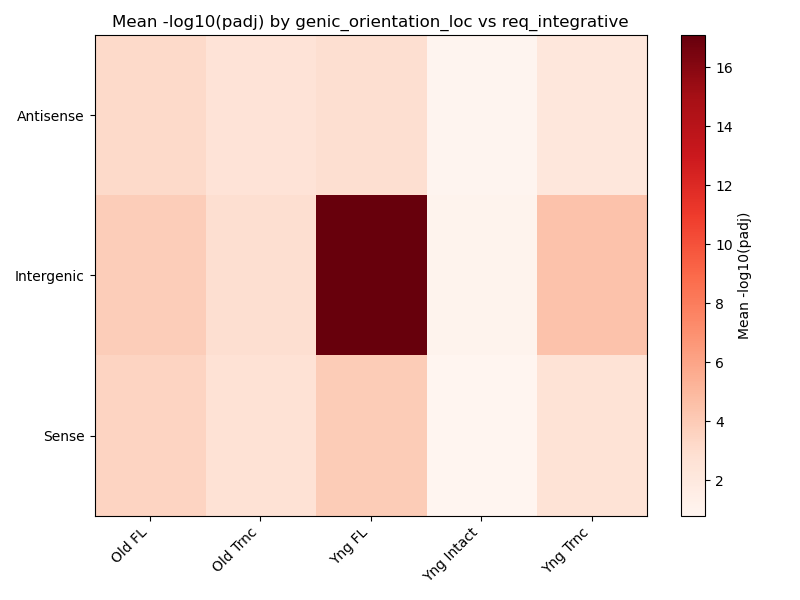 Mean -log10(padj) by genic_orientation_loc vs req_integrative
Antisense
Intergenic
Sense
Old FL
Old Trnc
Yng FL
Yng Intact
Yng Trnc
16
14
12
10
8
6
4
2
Mean -log10(padj)